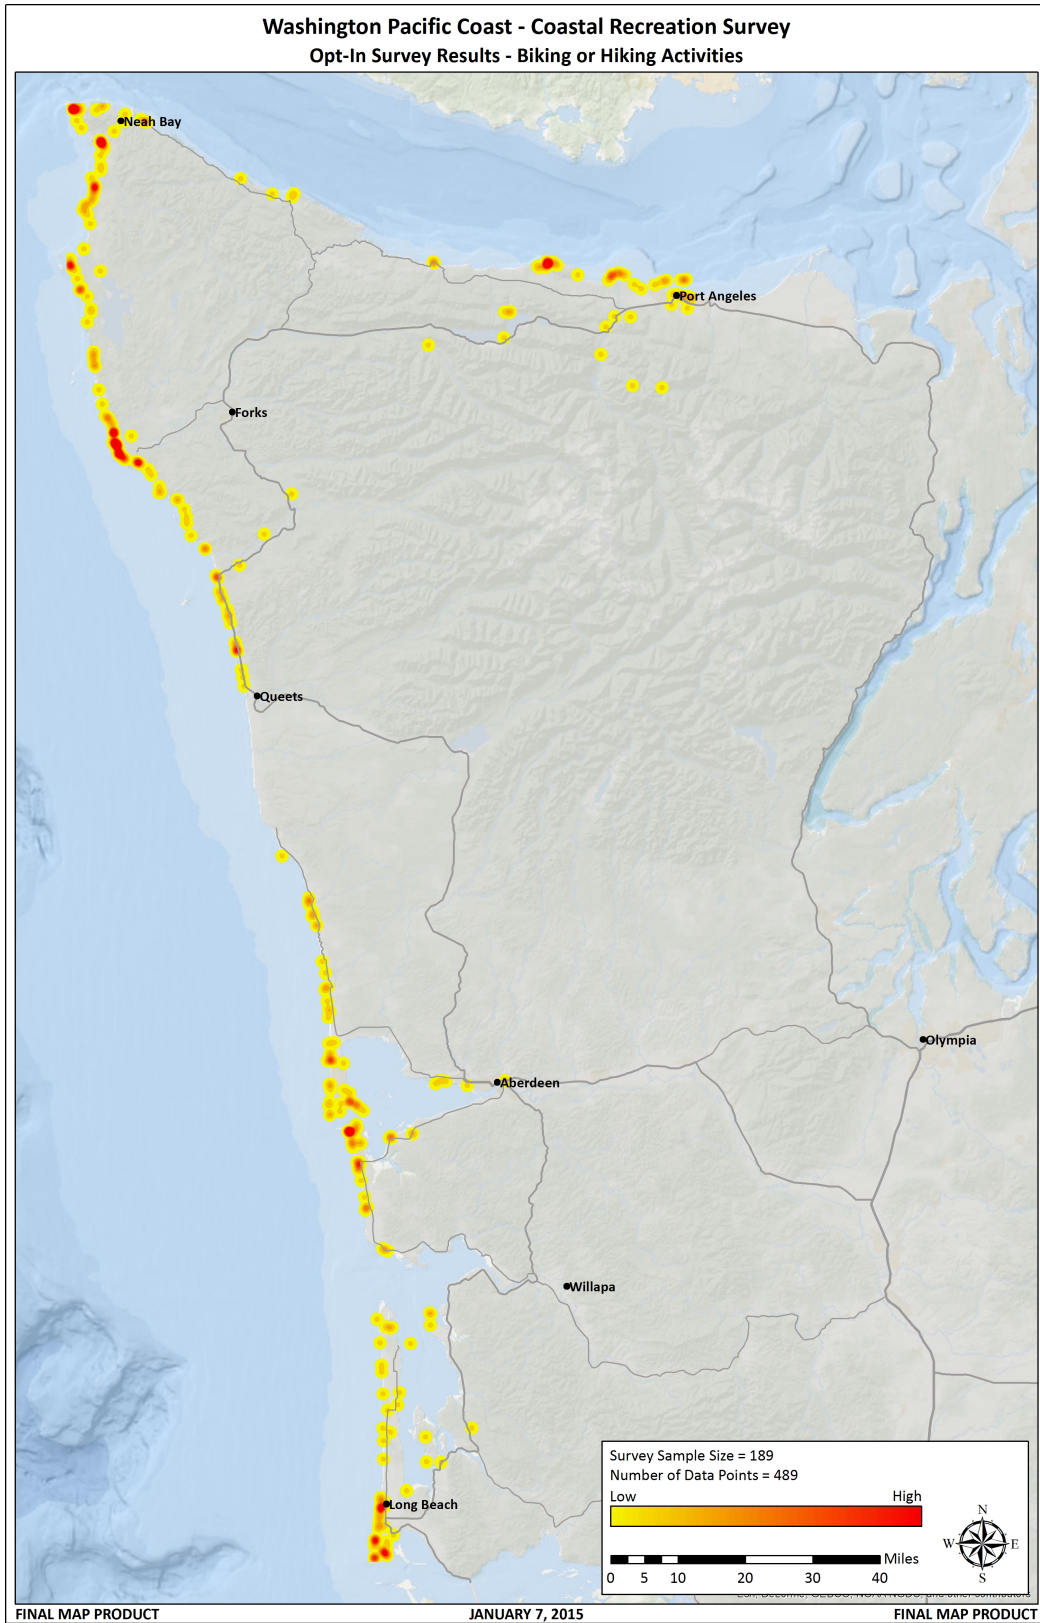 Washington Pacific Coast - Coastal Recreation Survey
Opt-In Survey Results - Biking or Hiking Activities
Neah Bay
Port Angeles
Forks
Queets
Olympia
Aberdeen
Willapa
Long Beach
Survey Sample Size = 189
Number of Data Points = 489
Low High
N
W E
S
Miles
0 5 10 20 30 40
FINAL MAP PRODUCT JANUARY 7, 2015 FINAL MAP PRODUCT